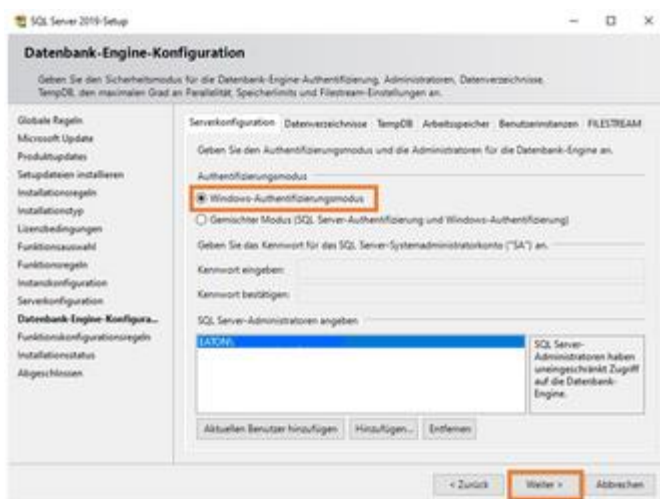 SQL Server 2019-Setup
Datenbank-Engine-Konfiguration
Geben Sie den Sicherheitsmodus für die Datenbank-Engine-Authentifizierung, Administratoren, Datenverzeichnisse,
TempDB, den maximalen Grad an Parallelität, Speicherlimits und Filestream-Einstellungen an.
Globale Regeln
Microsoft Update
Produktupdates
Setupdateien installieren
Installationsregeln
Installationstyp
Lizenzbedingungen
Funktionsauswahl
Funktionsregeln
Instanzkonfiguration
Serverkonfiguration
Datenbank-Engine-Konfigura...
Funktionskonfigurationsregeln
Installationsstatus
Abgeschlossen
Serverkonfiguration Datenverzeichnisse TempDB Arbeitsspeicher Benutzerinstanzen FILESTREAM
Geben Sie den Authentifizierungsmodus und die Administratoren für die Datenbank-Engine an.
Authentifizierungsmodus
Windows-Authentifizierungsmodus
Gemischter Modus (SQL Server-Authentifizierung und Windows-Authentifizierung)
Geben Sie das Kennwort für das SQL Server-Systemadministratorkonto ("SA") an.
Kennwort eingeben:
Kennwort bestätigen:
SQL Server-Administratoren angeben
EATON\
SQL Server-
Administratoren haben
uneingeschränkt Zugriff
auf die Datenbank-
Engine.
Aktuellen Benutzer hinzufügen Hinzufügen... Entfernen
< Zurück Weiter > Abbrechen